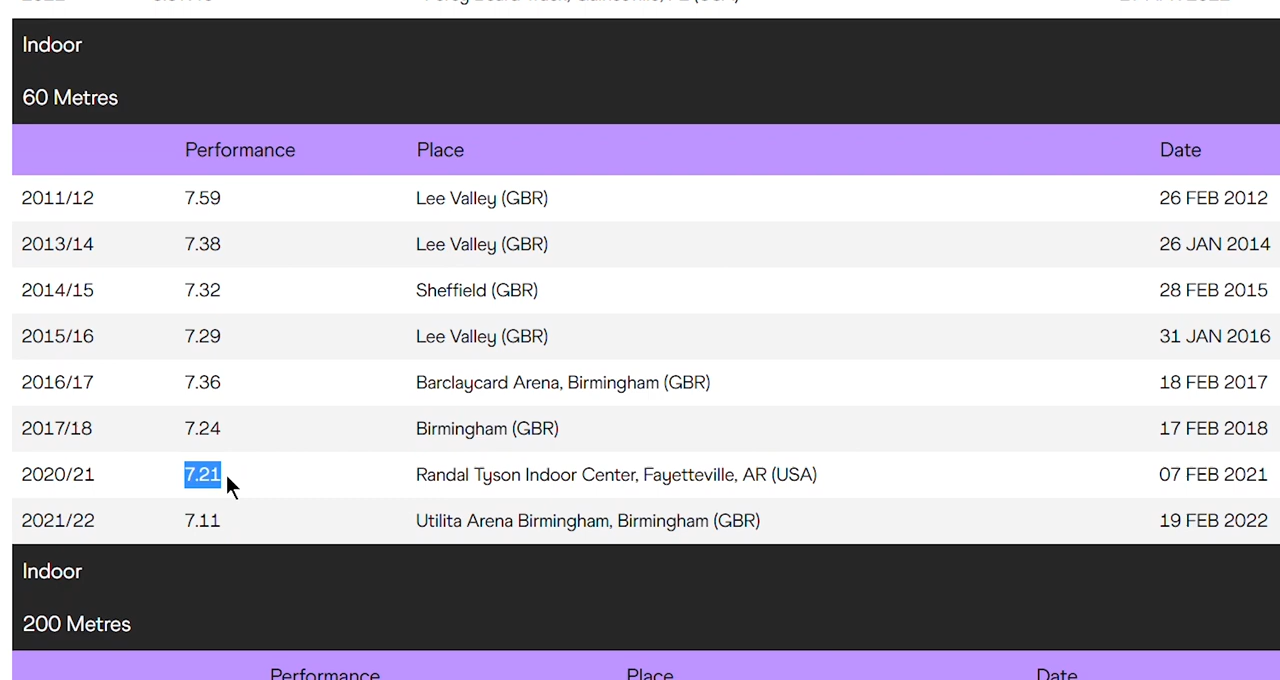 Indoor
60 Metres
Performance Place Date
2011/12 7.59 Lee Valley (GBR) 26 FEB 2012
2013/14 7.38 Lee Valley (GBR) 26 JAN 2014
2014/15 7.32 Sheffield (GBR) 28 FEB 2015
2015/16 7.29 Lee Valley (GBR) 31 JAN 2016
2016/17 7.36 Barclaycard Arena, Birmingham (GBR) 18 FEB 2017
2017/18 7.24 Birmingham (GBR) 17 FEB 2018
2020/21 7.21 Randal Tyson Indoor Center, Fayetteville, AR (USA) 07 FEB 2021
2021/22 7.11 Utilita Arena Birmingham, Birmingham (GBR) 19 FEB 2022
Indoor
200 Metres
Performance Place Date